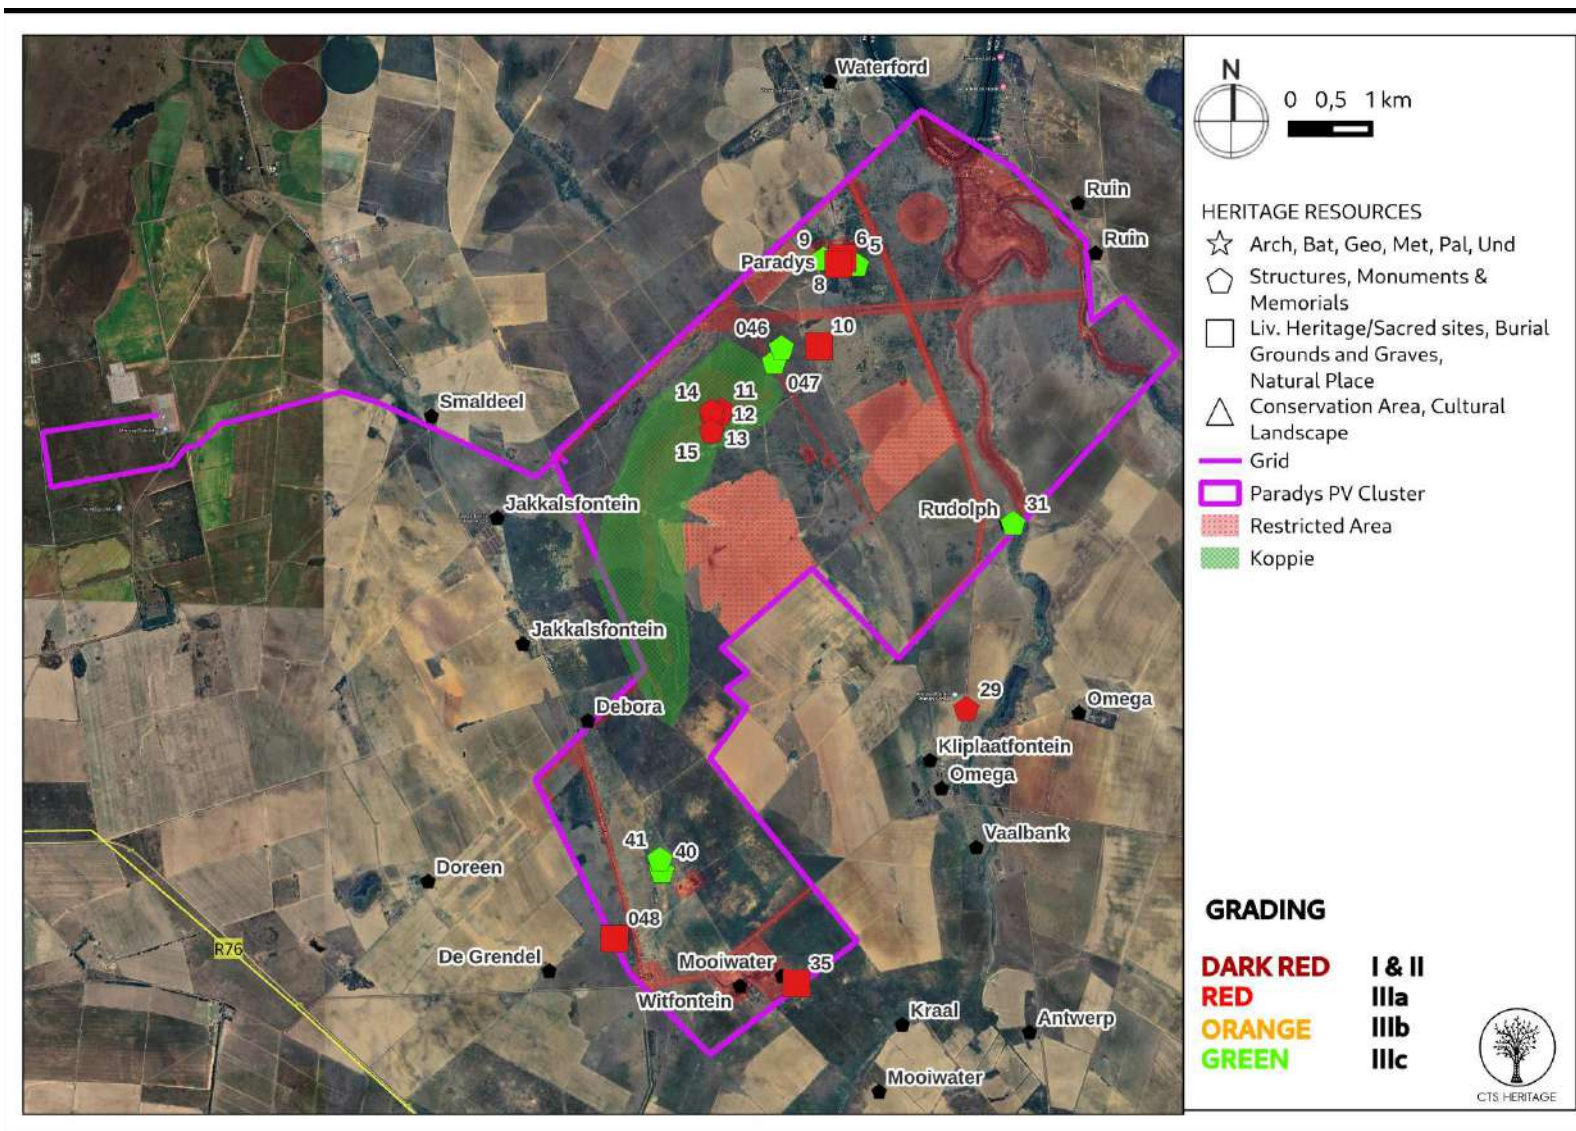 Waterford
Ruin
Ruin
9
6
5
Paradys
8
046
10
047
14
11
12
13
15
Smaldeel
Jakkalsfontein
Rudolph
31
Jakkalsfontein
Debora
29
Omega
Kliplaatfontein
Omega
Vaalbank
41
40
Doreen
048
R76
De Grendel
Mooiwater
35
Witfontein
Kraal
Antwerp
Mooiwater
N
0 0,5 1 km
HERITAGE RESOURCES
Arch, Bat, Geo, Met, Pal, Und
Structures, Monuments &
Memorials
Liv. Heritage/Sacred sites, Burial
Grounds and Graves,
Natural Place
Conservation Area, Cultural
Landscape
Grid
Paradys PV Cluster
Restricted Area
Koppie
GRADING
DARK RED I & II
RED IIIa
ORANGE IIIb
GREEN IIIc
CTS HERITAGE